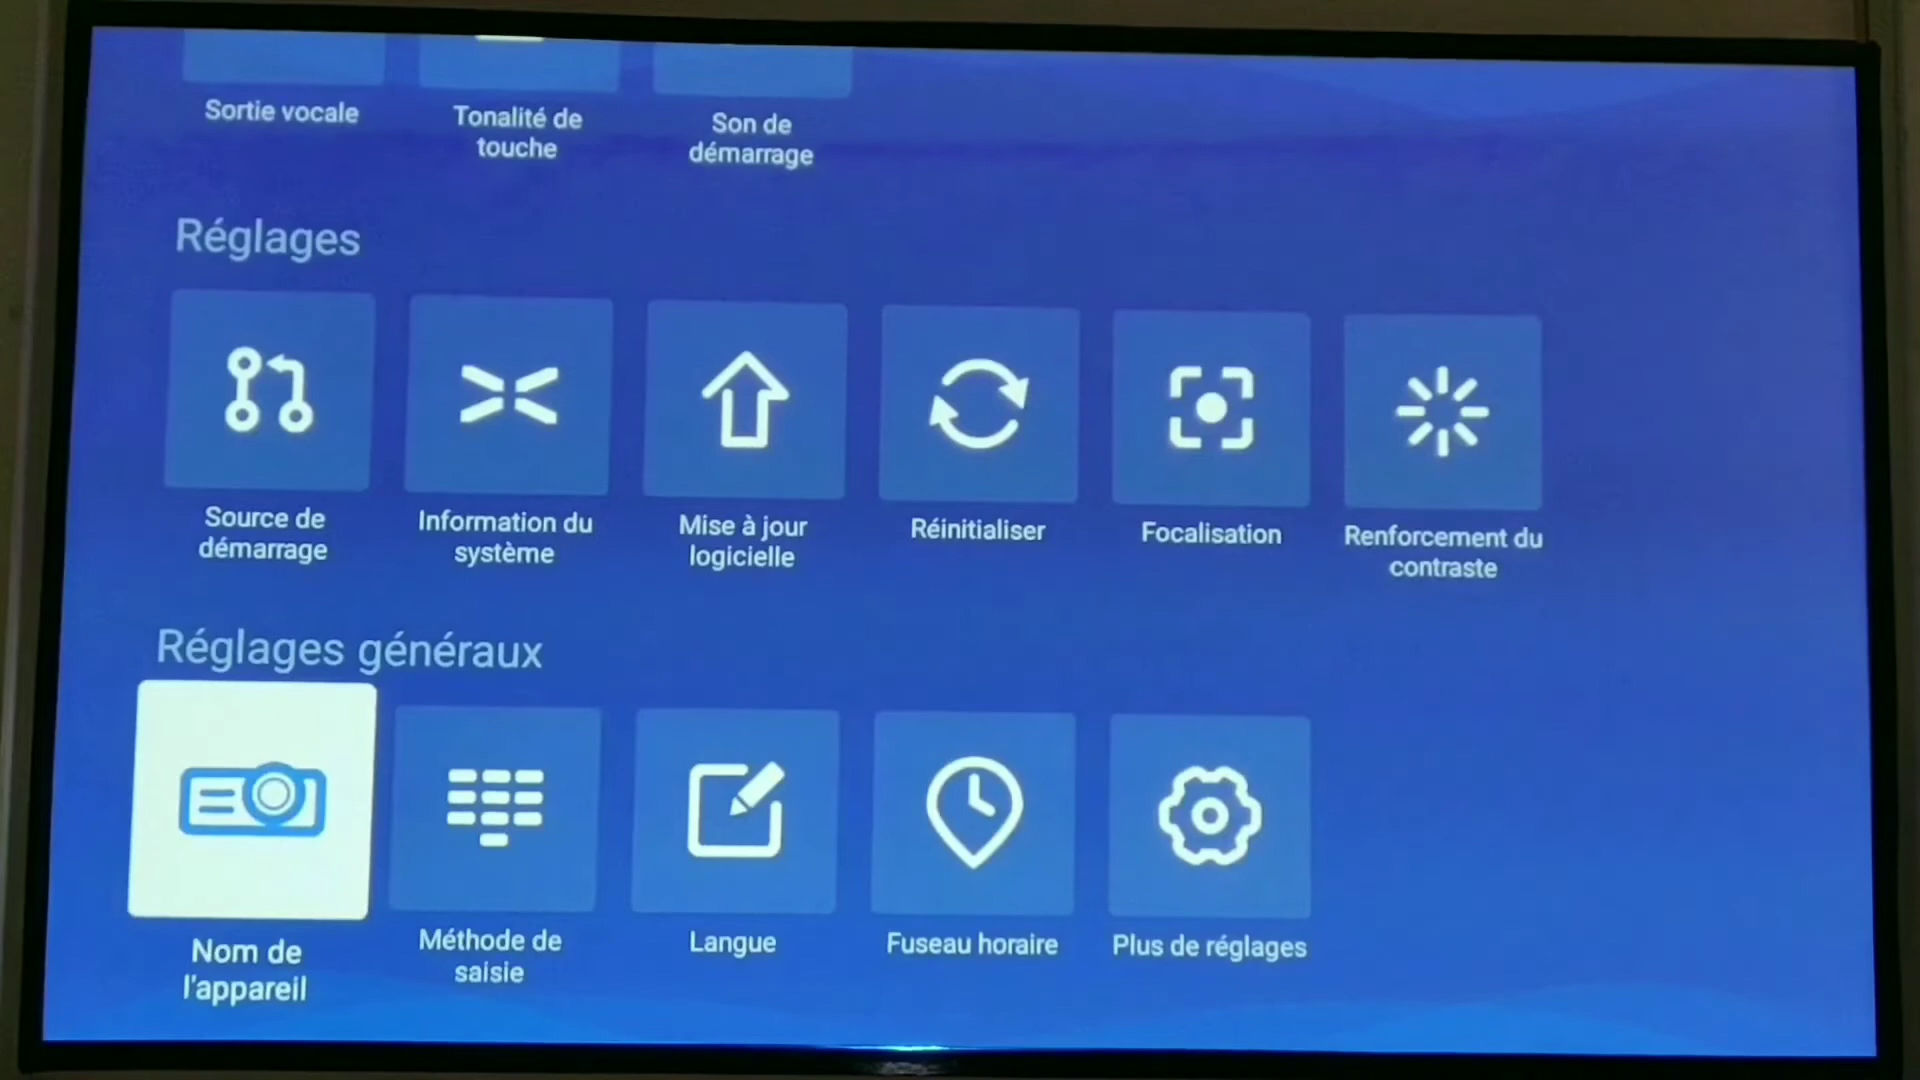 Sortie vocale
Tonalité de
touche
Son de
démarrage
Réglages
Source de
démarrage
Information du
système
Mise à jour
logicielle
Réinitialiser
Focalisation
Renforcement du
contraste
Réglages généraux
Nom de
l'appareil
Méthode de
saisie
Langue
Fuseau horaire
Plus de réglages